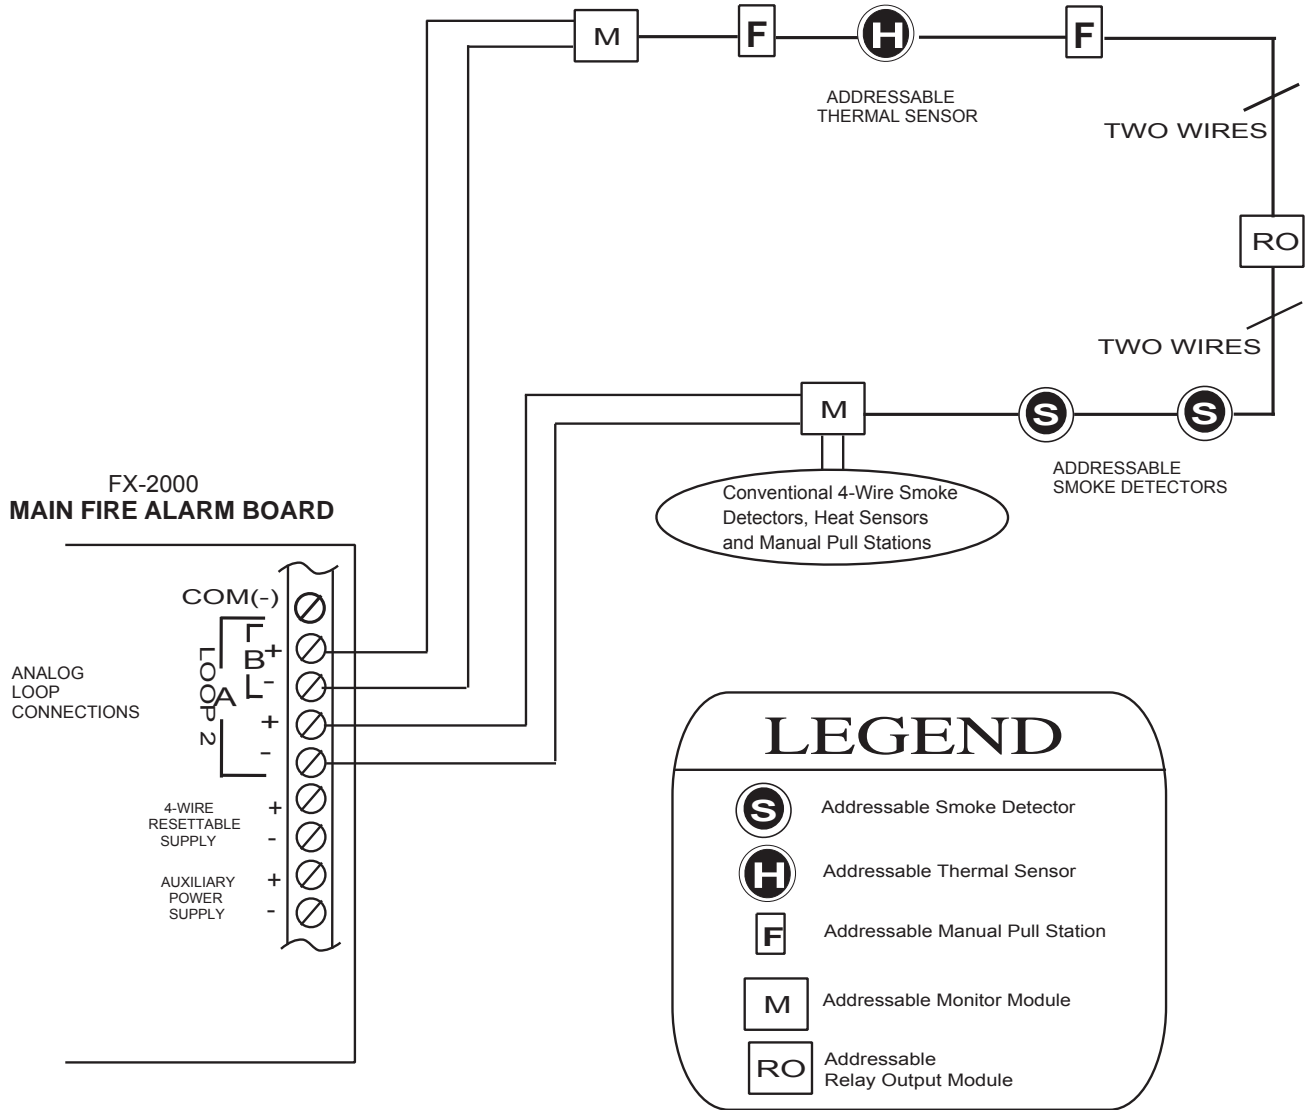 M
F
H
F
ADDRESSABLE
THERMAL SENSOR
TWO WIRES
RO
TWO WIRES
M
S
S
ADDRESSABLE
SMOKE DETECTORS
Conventional 4-Wire Smoke
Detectors, Heat Sensors
and Manual Pull Stations
FX-2000
MAIN FIRE ALARM BOARD
COM(-)
B
+
-
A
+
-
LOOP 2
ANALOG
LOOP
CONNECTIONS
4-WIRE
RESETTABLE
SUPPLY
+
-
AUXILIARY
POWER
SUPPLY
+
-
LEGEND
S Addressable Smoke Detector
H Addressable Thermal Sensor
F Addressable Manual Pull Station
M Addressable Monitor Module
RO Addressable
Relay Output Module